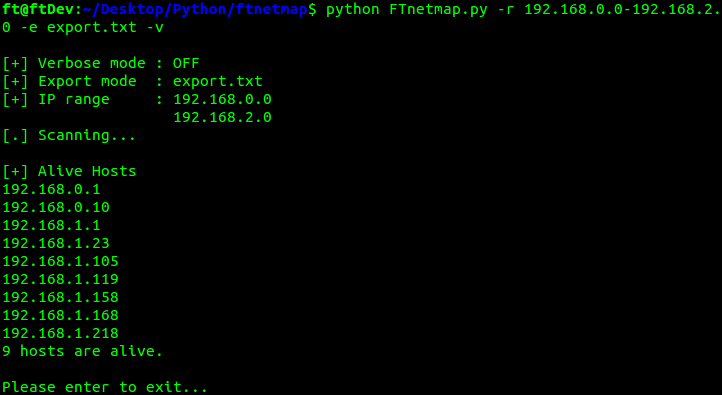 ft@ftDev:~/Desktop/Python/ftnetmap$ python FTnetmap.py -r 192.168.0.0-192.168.2.
0 -e export.txt -v
[+] Verbose mode : OFF
[+] Export mode  : export.txt
[+] IP range     : 192.168.0.0
                   192.168.2.0
[.] Scanning...
[+] Alive Hosts
192.168.0.1
192.168.0.10
192.168.1.1
192.168.1.23
192.168.1.105
192.168.1.119
192.168.1.158
192.168.1.168
192.168.1.218
9 hosts are alive.
Please enter to exit...